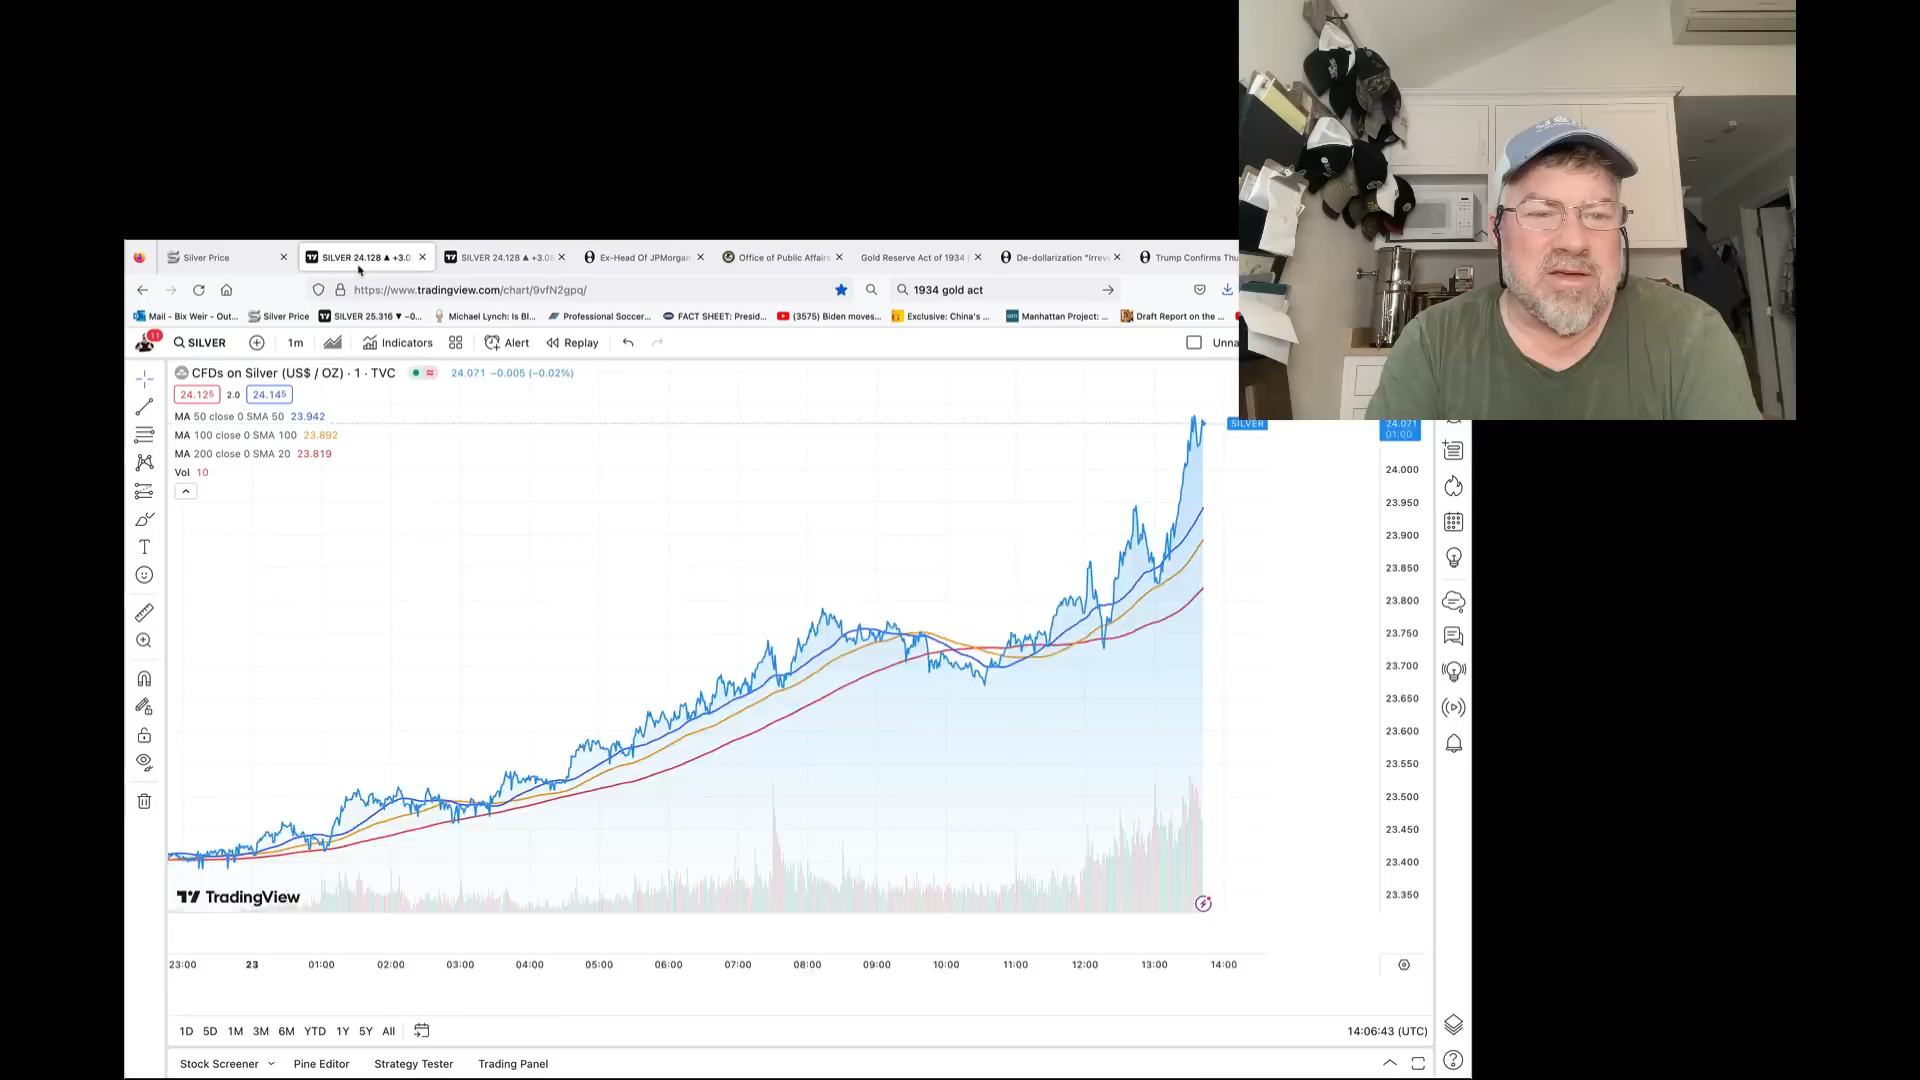 Silver Price
SILVER 24.128 ▲ +3.0
SILVER 24.128 ▲ +3.0
Ex-Head Of JPMorgan
Office of Public Affairs
Gold Reserve Act of 1934
De-dollarization "Irrev
Trump Confirms Thu
https://www.tradingview.com/chart/9vfN2gpq/
1934 gold act
Mail - Bix Weir - Out...
Silver Price
SILVER 25.316 ▼ −0...
Michael Lynch: Is Bl...
Professional Soccer...
FACT SHEET: Presid...
(3575) Biden moves...
Exclusive: China's ...
Manhattan Project: ...
Draft Report on the ...
11
SILVER
1m
Indicators
Alert
Replay
Unna
CFDs on Silver (US$ / OZ) · 1 · TVC
24.071 −0.005 (−0.02%)
24.125
2.0
24.145
MA 50 close 0 SMA 50 23.942
MA 100 close 0 SMA 100 23.892
MA 200 close 0 SMA 20 23.819
Vol 10
SILVER
24.071
01:00
24.000
23.950
23.900
23.850
23.800
23.750
23.700
23.650
23.600
23.550
23.500
23.450
23.400
23.350
TradingView
23:00 23 01:00 02:00 03:00 04:00 05:00 06:00 07:00 08:00 09:00 10:00 11:00 12:00 13:00 14:00
1D 5D 1M 3M 6M YTD 1Y 5Y All
14:06:43 (UTC)
Stock Screener
Pine Editor
Strategy Tester
Trading Panel